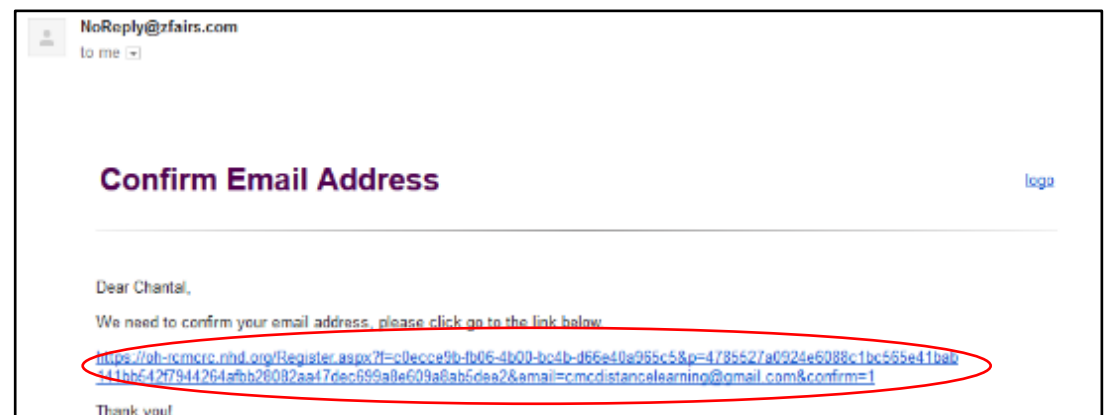 NoReply@zfairs.com
to me
Confirm Email Address
logo
Dear Chantal,
We need to confirm your email address, please click go to the link below
https://oh-rcmcrc.nhd.org/Register.aspx?f=c0ecce9b-fb06-4b00-bc4b-d66e40a965c5&p=4785527a0924e6088c1bc565e41bab
141bb542f7944264afbb28082aa47dec699a8e609a8ab5dee2&email=cmcdistancelearning@gmail.com&confirm=1
Thank you!